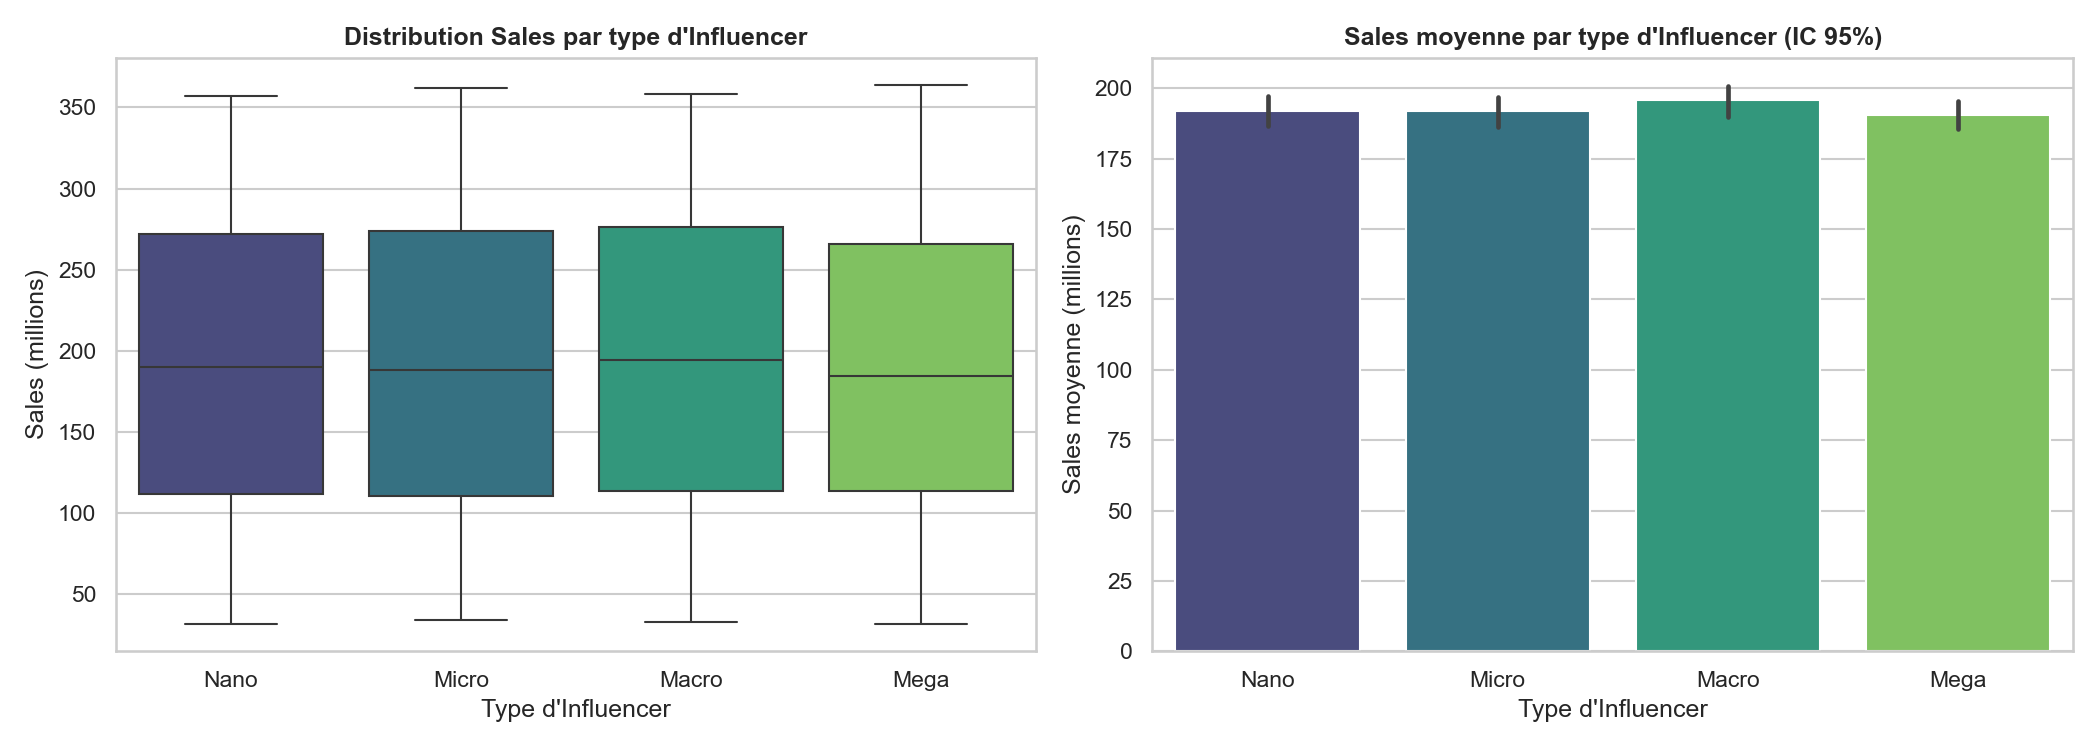 Distribution Sales par type d'Influencer
Sales (millions)
350
300
250
200
150
100
50
Nano
Micro
Macro
Mega
Type d'Influencer
Sales moyenne par type d'Influencer (IC 95%)
Sales moyenne (millions)
200
175
150
125
100
75
50
25
0
Nano
Micro
Macro
Mega
Type d'Influencer